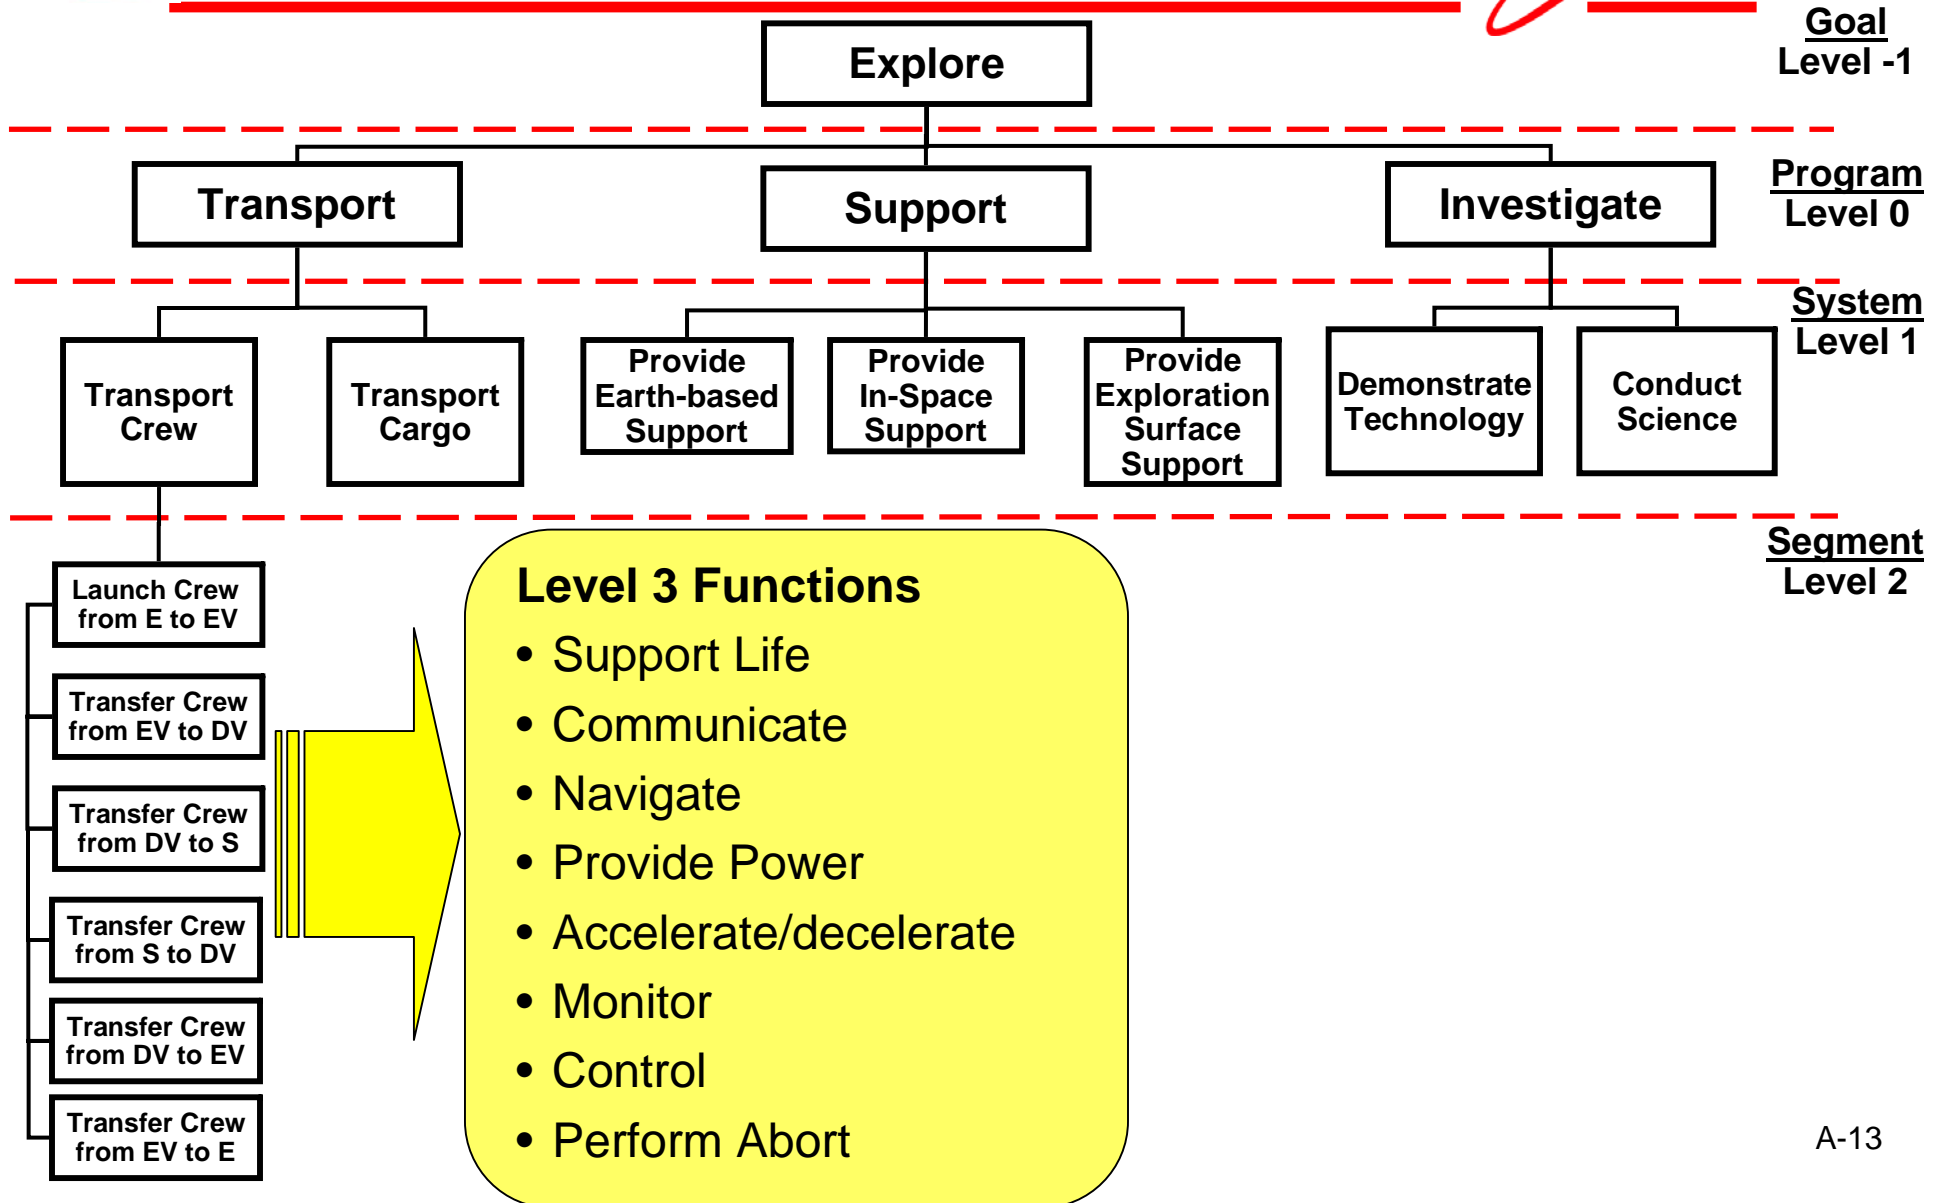 Goal
Level -1
Explore
Program
Level 0
Transport
Support
Investigate
System
Level 1
Transport
Crew
Transport
Cargo
Provide
Earth-based
Support
Provide
In-Space
Support
Provide
Exploration
Surface
Support
Demonstrate
Technology
Conduct
Science
Segment
Level 2
Launch Crew
from E to EV
Transfer Crew
from EV to DV
Transfer Crew
from DV to S
Transfer Crew
from S to DV
Transfer Crew
from DV to EV
Transfer Crew
from EV to E
Level 3 Functions
• Support Life
• Communicate
• Navigate
• Provide Power
• Accelerate/decelerate
• Monitor
• Control
• Perform Abort
A-13